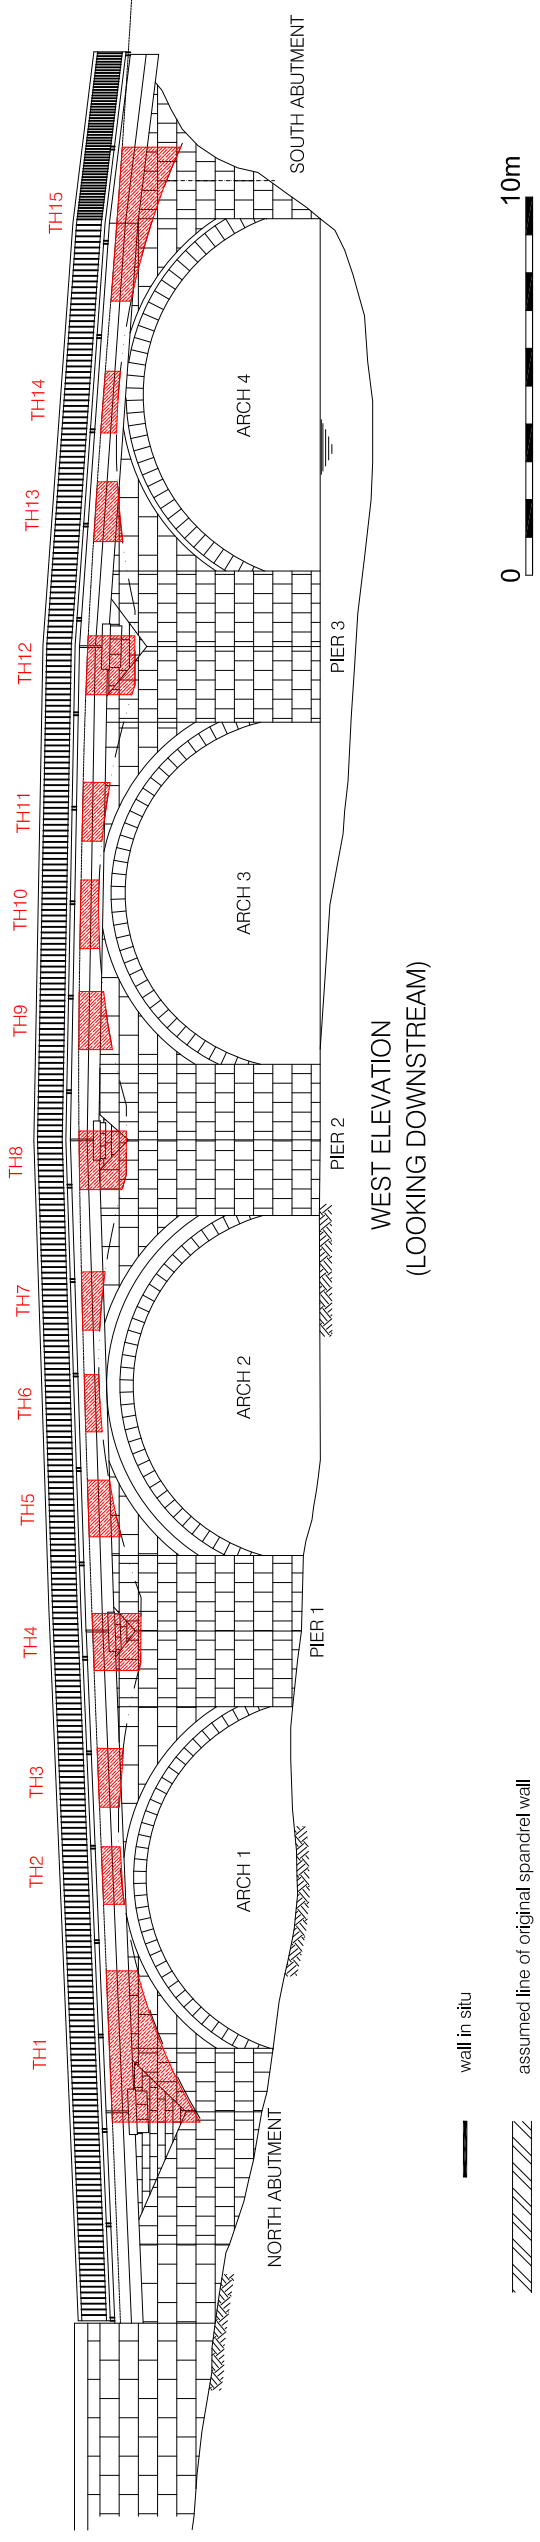 TH1
TH2
TH3
TH4
TH5
TH6
TH7
TH8
TH9
TH10
TH11
TH12
TH13
TH14
TH15
NORTH ABUTMENT
ARCH 1
PIER 1
ARCH 2
PIER 2
ARCH 3
PIER 3
ARCH 4
SOUTH ABUTMENT
WEST ELEVATION
(LOOKING DOWNSTREAM)
wall in situ
assumed line of original spandrel wall
0
10m